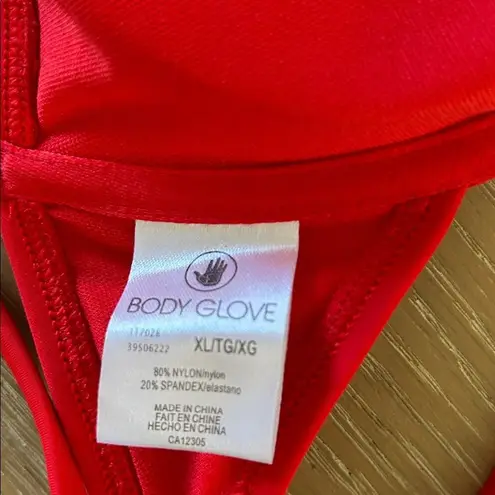 BODY GLOVE
117026
39506222 XL/TG/XG
80% NYLON/nylon
20% SPANDEX/elastano
MADE IN CHINA
FAIT EN CHINE
HECHO EN CHINA
CA12305